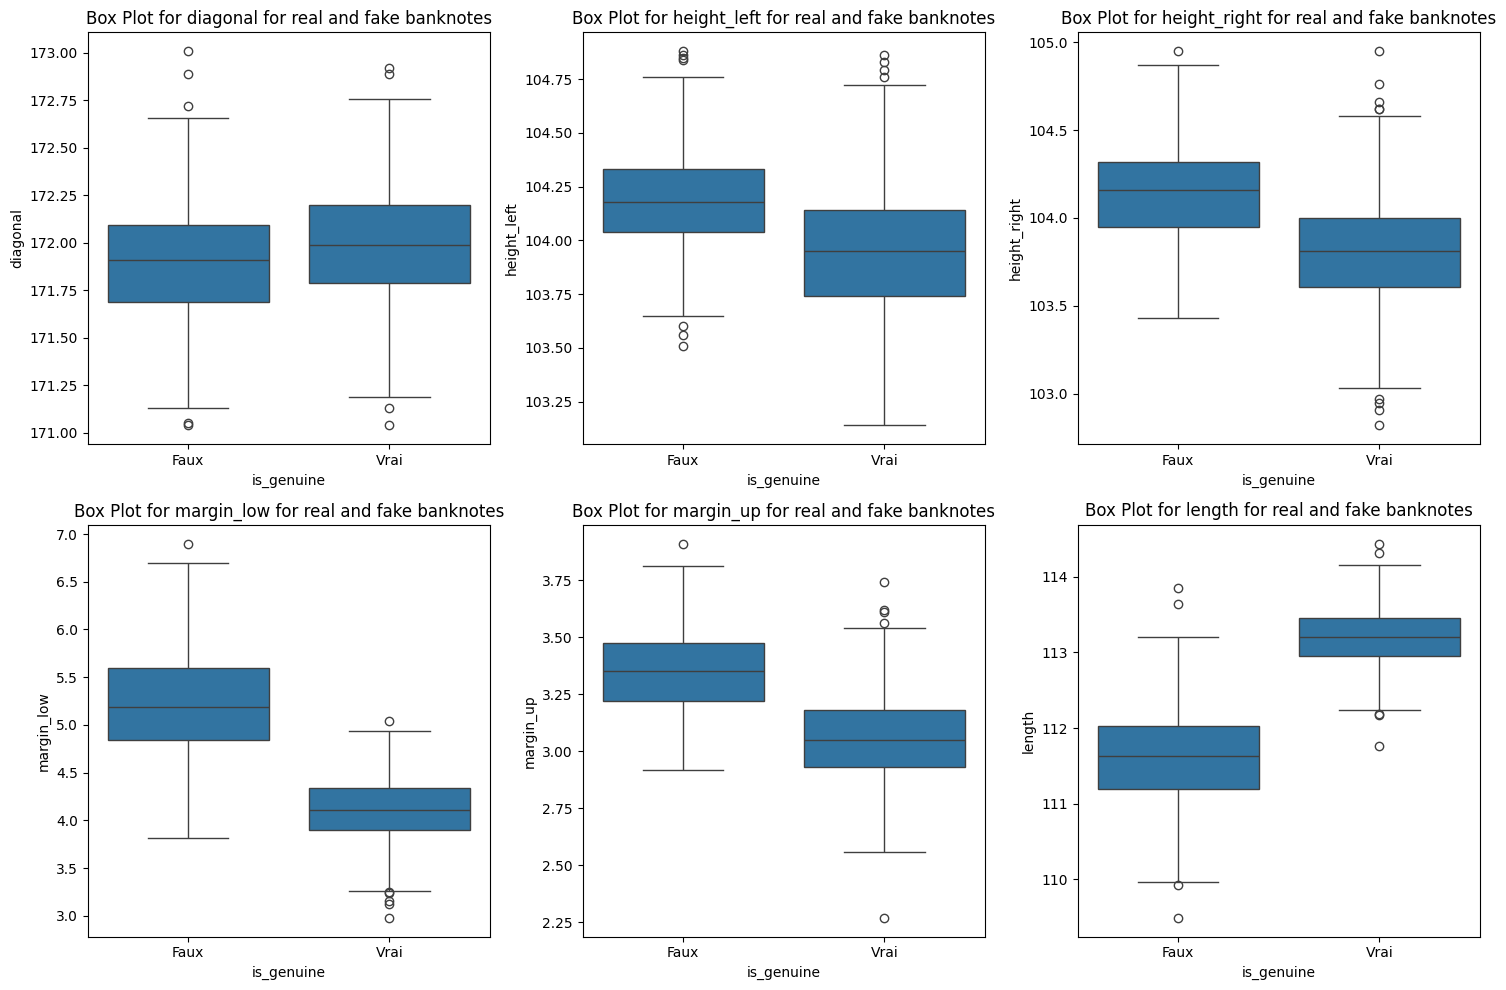 Box Plot for diagonal for real and fake banknotes
173.00
172.75
172.50
172.25
172.00
171.75
171.50
171.25
171.00
diagonal
Faux
Vrai
is_genuine
Box Plot for height_left for real and fake banknotes
104.75
104.50
104.25
104.00
103.75
103.50
103.25
height_left
Faux
Vrai
is_genuine
Box Plot for height_right for real and fake banknotes
105.0
104.5
104.0
103.5
103.0
height_right
Faux
Vrai
is_genuine
Box Plot for margin_low for real and fake banknotes
7.0
6.5
6.0
5.5
5.0
4.5
4.0
3.5
3.0
margin_low
Faux
Vrai
is_genuine
Box Plot for margin_up for real and fake banknotes
3.75
3.50
3.25
3.00
2.75
2.50
2.25
margin_up
Faux
Vrai
is_genuine
Box Plot for length for real and fake banknotes
114
113
112
111
110
length
Faux
Vrai
is_genuine